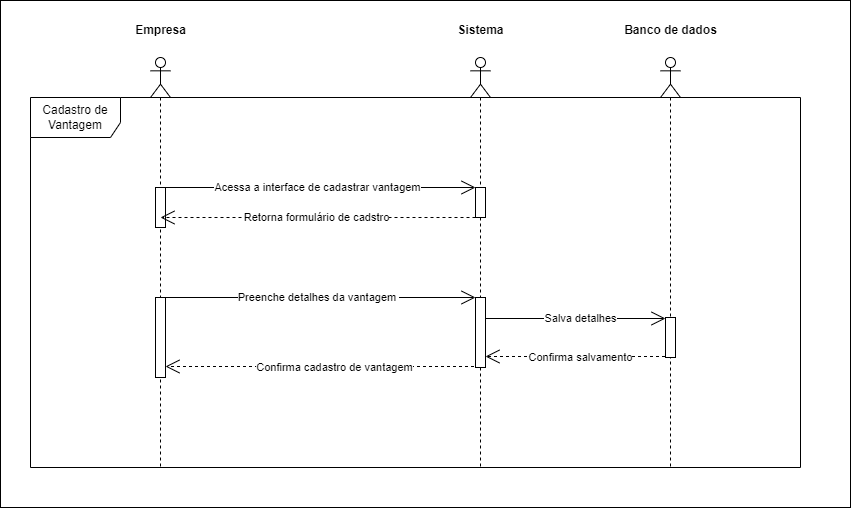 Empresa
Sistema
Banco de dados
Cadastro de
Vantagem
Acessa a interface de cadastrar vantagem
Retorna formulário de cadstro
Preenche detalhes da vantagem
Salva detalhes
Confirma salvamento
Confirma cadastro de vantagem